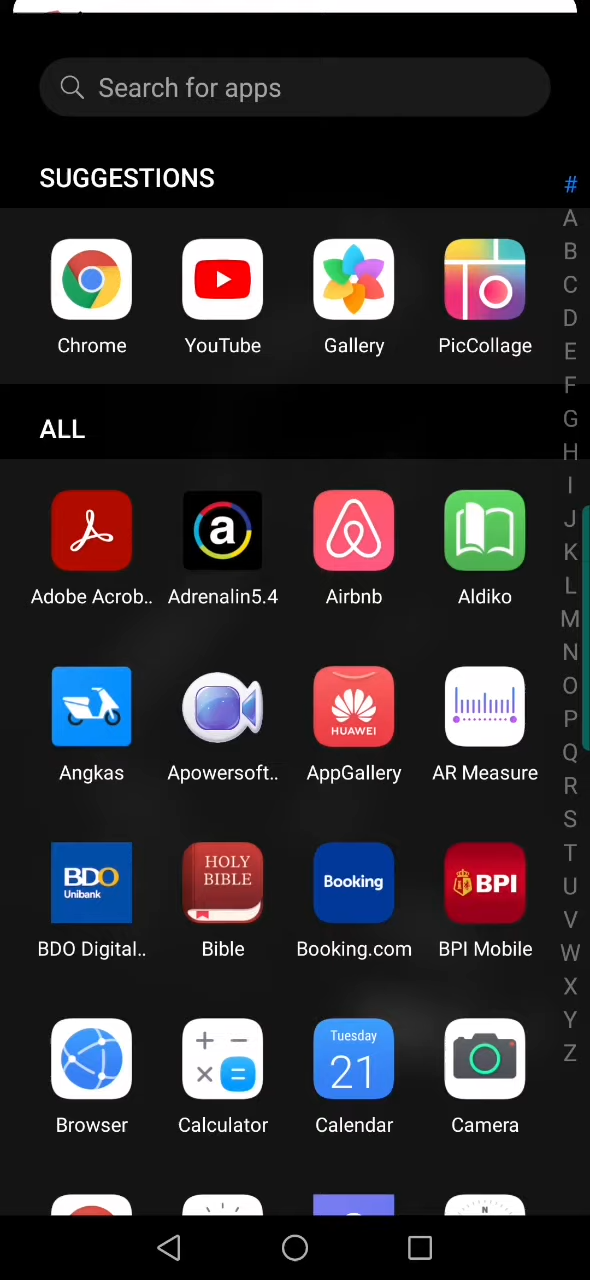 Search for apps
SUGGESTIONS
#
A
B
C
D
E
F
G
H
I
J
K
L
M
N
O
P
Q
R
S
T
U
V
W
X
Y
Z
Chrome YouTube Gallery PicCollage
ALL
a
Adobe Acrob.. Adrenalin5.4 Airbnb Aldiko
HUAWEI
Angkas Apowersoft.. AppGallery AR Measure
BDO
Unibank
HOLY
BIBLE
Booking
BPI
BDO Digital.. Bible Booking.com BPI Mobile
+ −
× =
Tuesday
21
Browser Calculator Calendar Camera
N